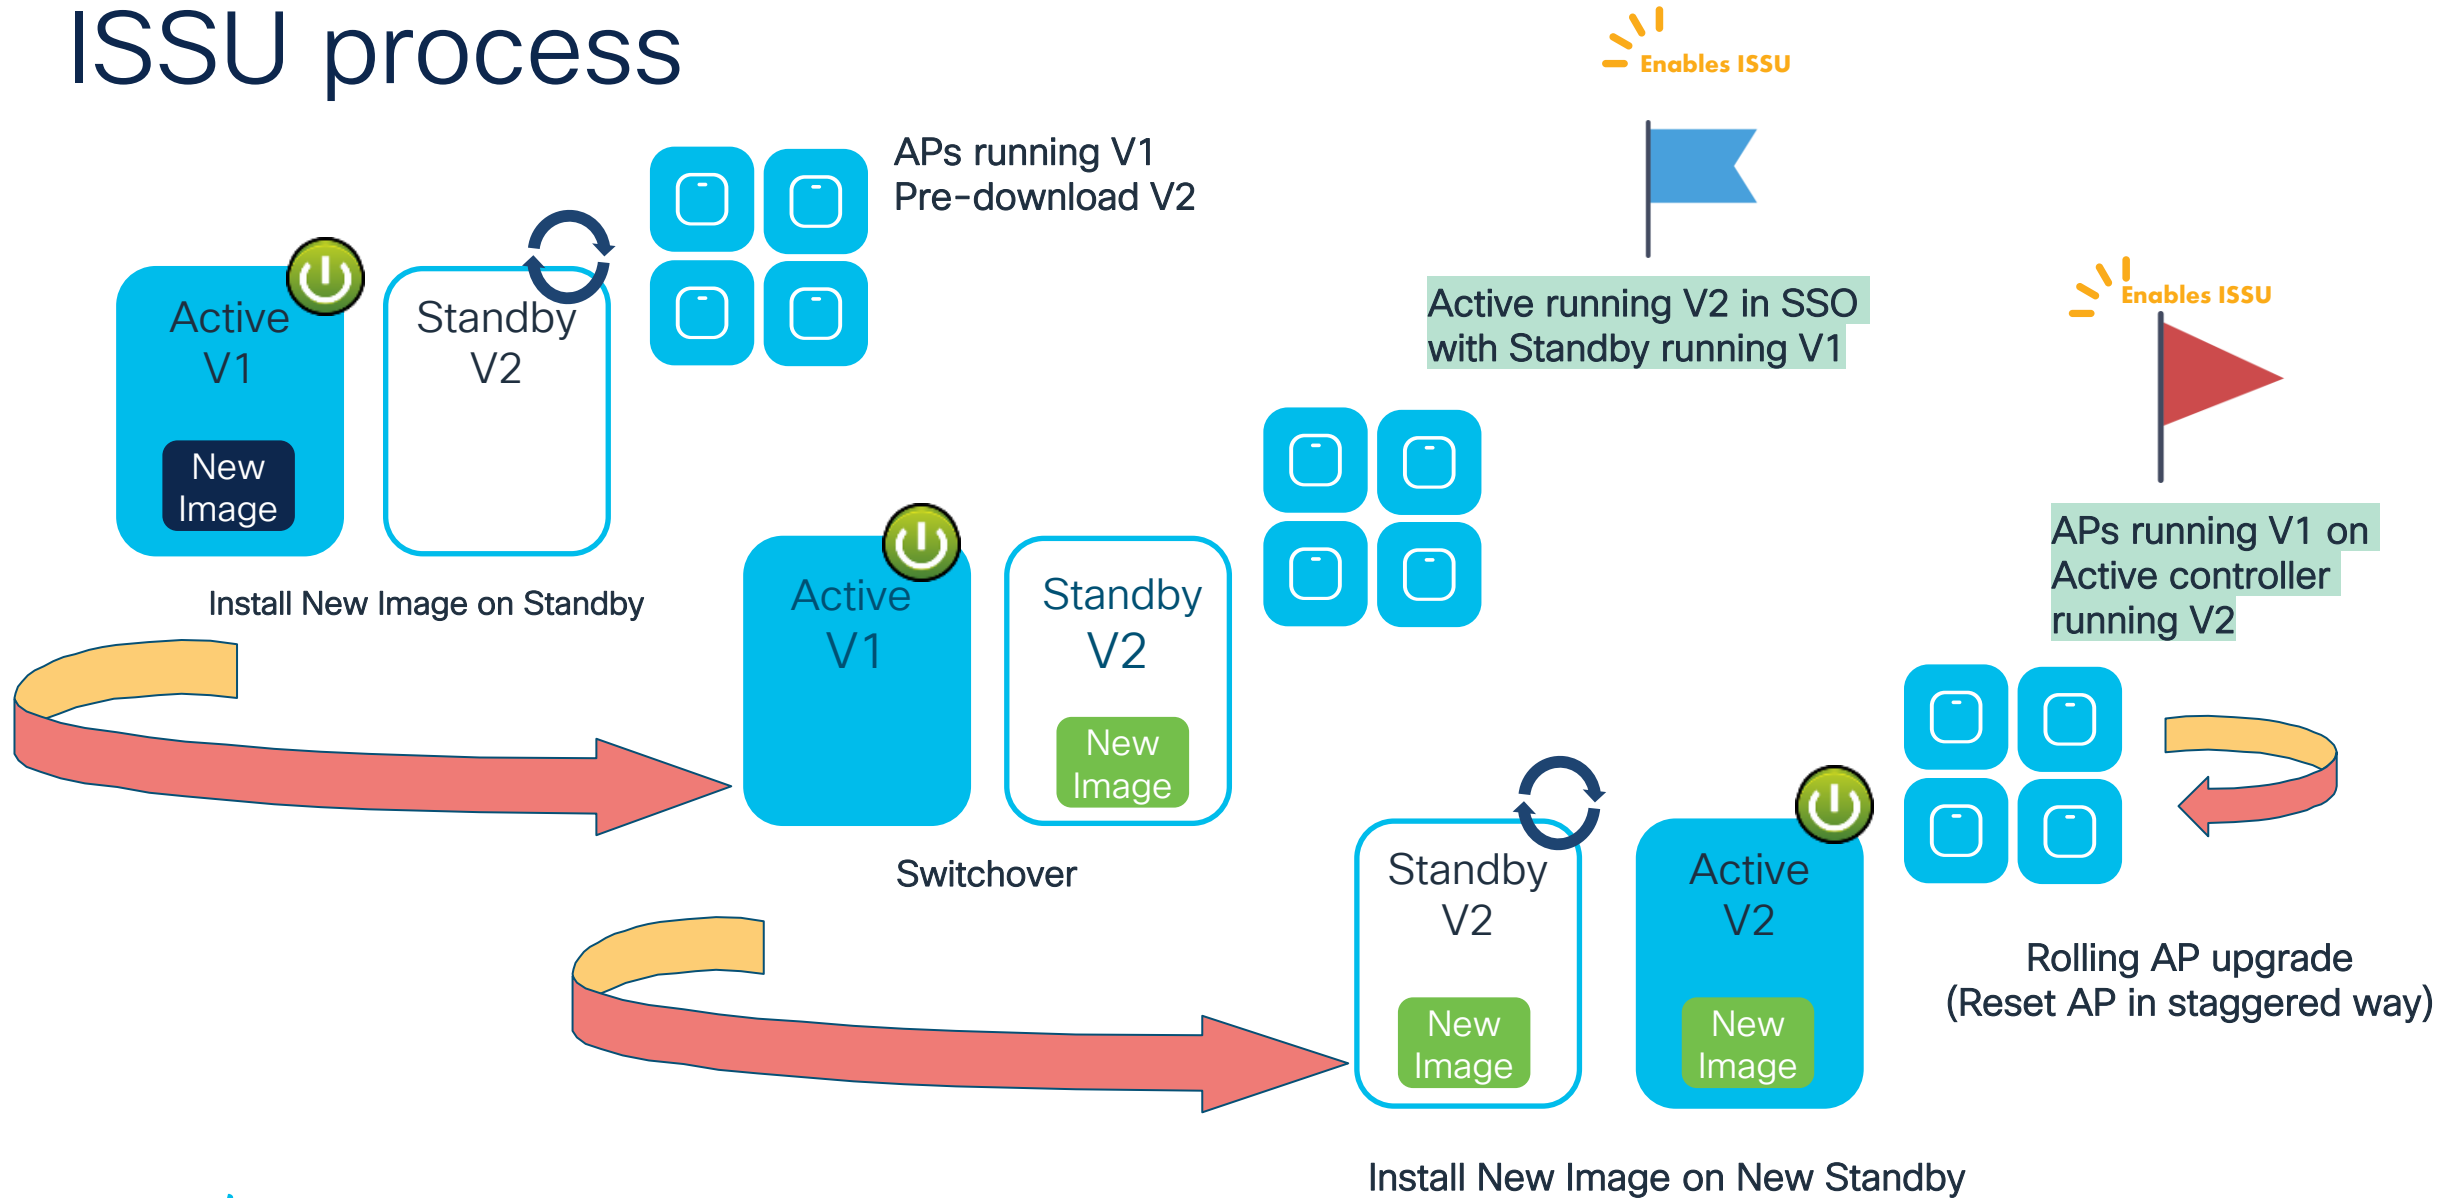 ISSU process
Enables ISSU
APs running V1
Pre-download V2
Active
V1
New
Image
Standby
V2
Install New Image on Standby
Active running V2 in SSO
with Standby running V1
Enables ISSU
APs running V1 on
Active controller
running V2
Active
V1
Standby
V2
New
Image
Switchover
Standby
V2
New
Image
Active
V2
New
Image
Rolling AP upgrade
(Reset AP in staggered way)
Install New Image on New Standby